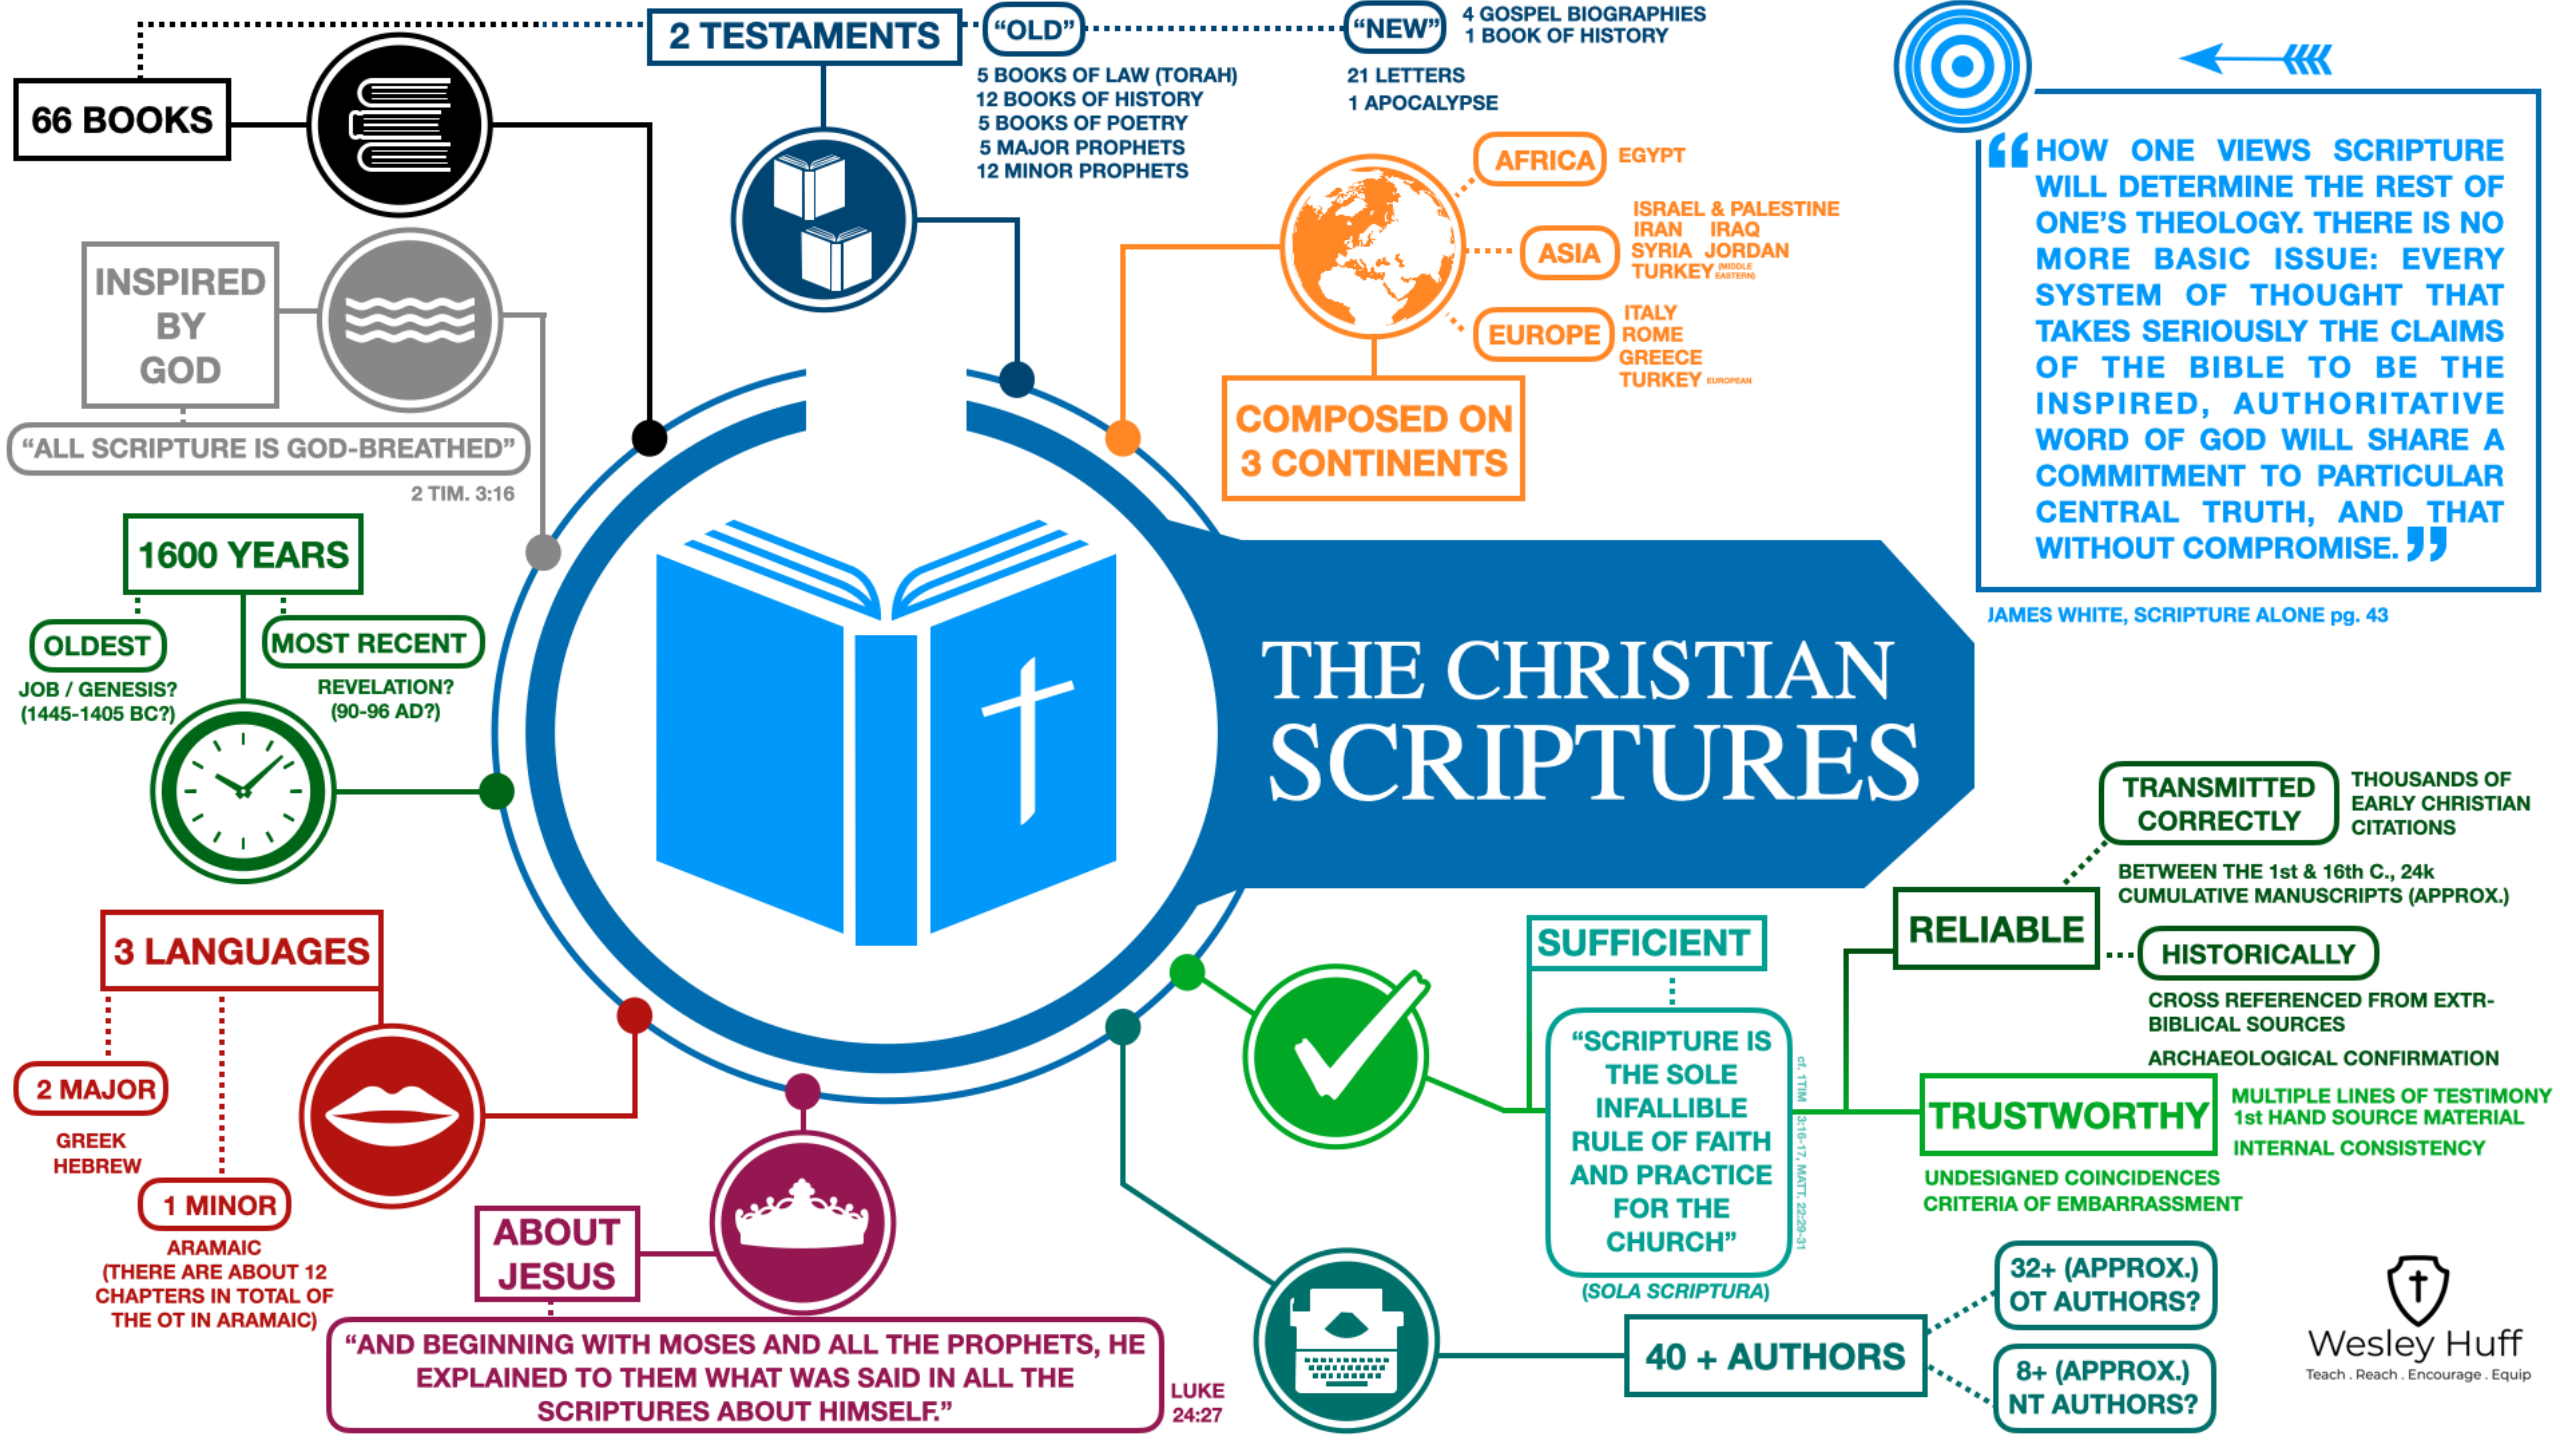 2 TESTAMENTS
"OLD"
5 BOOKS OF LAW (TORAH)
12 BOOKS OF HISTORY
5 BOOKS OF POETRY
5 MAJOR PROPHETS
12 MINOR PROPHETS
"NEW"
4 GOSPEL BIOGRAPHIES
1 BOOK OF HISTORY
21 LETTERS
1 APOCALYPSE
66 BOOKS
INSPIRED
BY
GOD
"ALL SCRIPTURE IS GOD-BREATHED"
2 TIM. 3:16
AFRICA
EGYPT
ASIA
ISRAEL & PALESTINE
IRAN IRAQ
SYRIA JORDAN
TURKEY (MIDDLE
EASTERN)
EUROPE
ITALY
ROME
GREECE
TURKEY EUROPEAN
COMPOSED ON
3 CONTINENTS
"HOW ONE VIEWS SCRIPTURE
WILL DETERMINE THE REST OF
ONE'S THEOLOGY. THERE IS NO
MORE BASIC ISSUE: EVERY
SYSTEM OF THOUGHT THAT
TAKES SERIOUSLY THE CLAIMS
OF THE BIBLE TO BE THE
INSPIRED, AUTHORITATIVE
WORD OF GOD WILL SHARE A
COMMITMENT TO PARTICULAR
CENTRAL TRUTH, AND THAT
WITHOUT COMPROMISE."
JAMES WHITE, SCRIPTURE ALONE pg. 43
1600 YEARS
OLDEST
JOB / GENESIS?
(1445-1405 BC?)
MOST RECENT
REVELATION?
(90-96 AD?)
THE CHRISTIAN
SCRIPTURES
3 LANGUAGES
2 MAJOR
GREEK
HEBREW
1 MINOR
ARAMAIC
(THERE ARE ABOUT 12
CHAPTERS IN TOTAL OF
THE OT IN ARAMAIC)
ABOUT
JESUS
"AND BEGINNING WITH MOSES AND ALL THE PROPHETS, HE
EXPLAINED TO THEM WHAT WAS SAID IN ALL THE
SCRIPTURES ABOUT HIMSELF."
LUKE
24:27
SUFFICIENT
"SCRIPTURE IS
THE SOLE
INFALLIBLE
RULE OF FAITH
AND PRACTICE
FOR THE
CHURCH"
cf. 1TIM 3:16-17, MATT. 22:29-31
(SOLA SCRIPTURA)
RELIABLE
TRANSMITTED
CORRECTLY
THOUSANDS OF
EARLY CHRISTIAN
CITATIONS
BETWEEN THE 1st & 16th C., 24k
CUMULATIVE MANUSCRIPTS (APPROX.)
HISTORICALLY
CROSS REFERENCED FROM EXTR-
BIBLICAL SOURCES
ARCHAEOLOGICAL CONFIRMATION
TRUSTWORTHY
MULTIPLE LINES OF TESTIMONY
1st HAND SOURCE MATERIAL
INTERNAL CONSISTENCY
UNDESIGNED COINCIDENCES
CRITERIA OF EMBARRASSMENT
40 + AUTHORS
32+ (APPROX.)
OT AUTHORS?
8+ (APPROX.)
NT AUTHORS?
Wesley Huff
Teach . Reach . Encourage . Equip